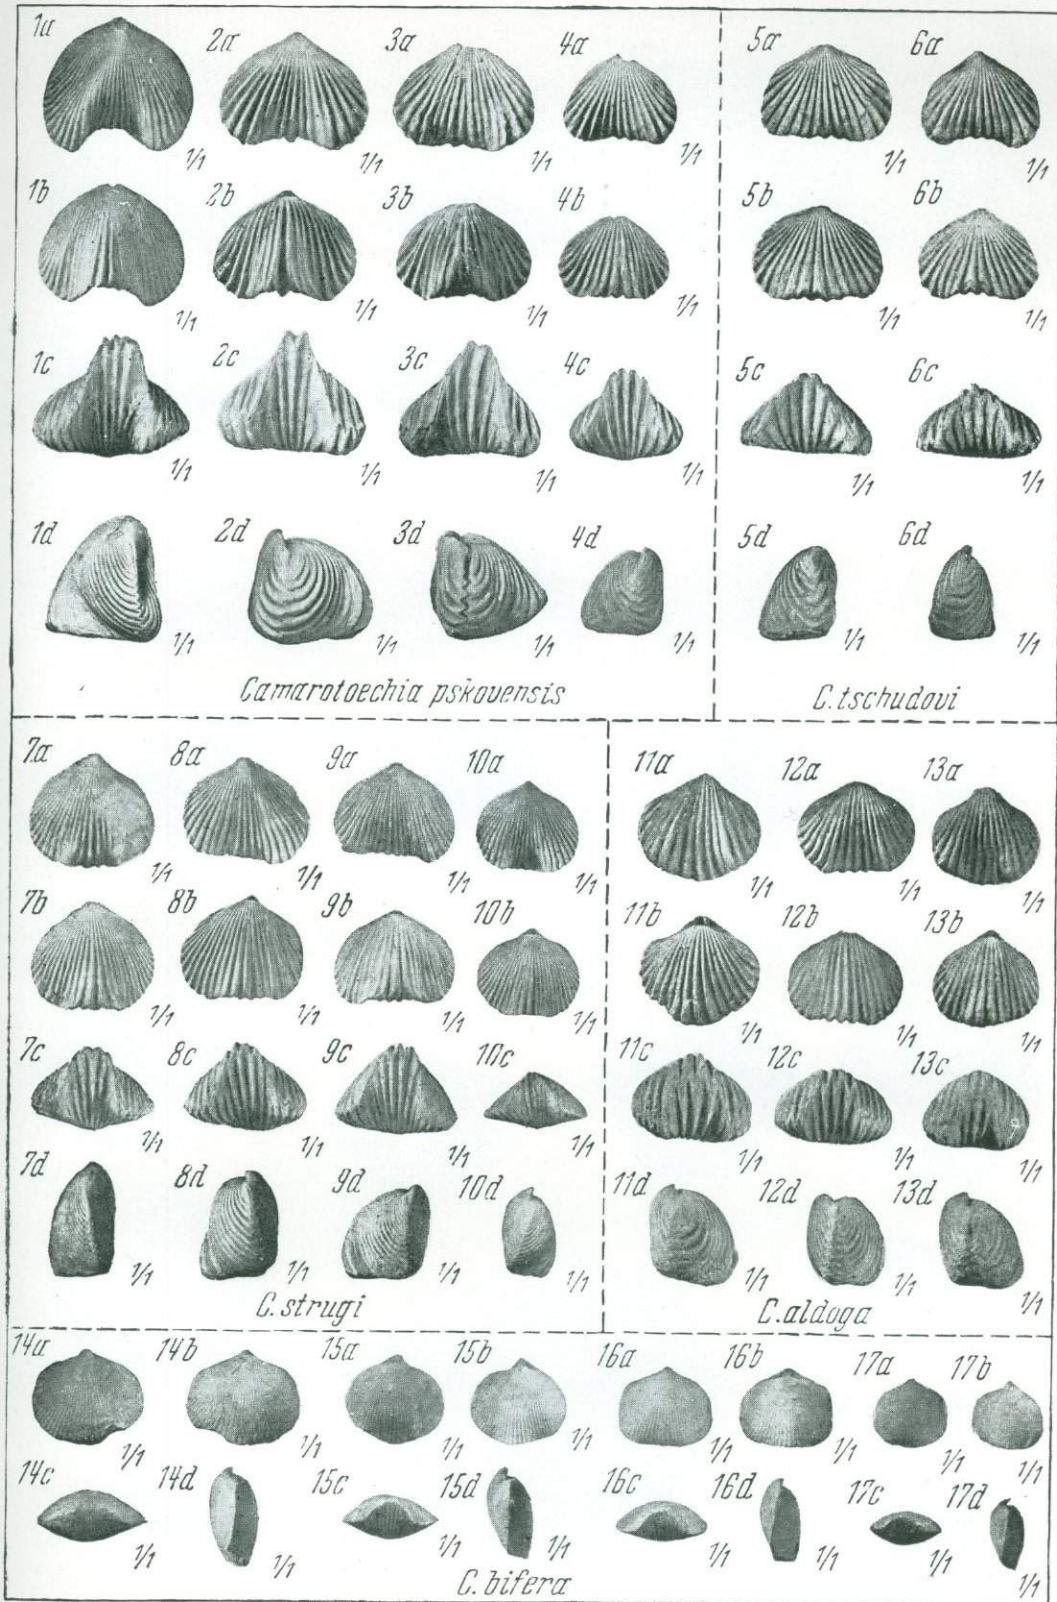 1a 2a 3a 4a 5a 6a
1/1 1/1 1/1 1/1 1/1 1/1
1b 2b 3b 4b 5b 6b
1/1 1/1 1/1 1/1 1/1 1/1
1c 2c 3c 4c 5c 6c
1/1 1/1 1/1 1/1 1/1 1/1
1d 2d 3d 4d 5d 6d
1/1 1/1 1/1 1/1 1/1 1/1
Camarotoechia pskovensis C. tschudovi
7a 8a 9a 10a 11a 12a 13a
1/1 1/1 1/1 1/1 1/1 1/1 1/1
7b 8b 9b 10b 11b 12b 13b
1/1 1/1 1/1 1/1 1/1 1/1 1/1
7c 8c 9c 10c 11c 12c 13c
1/1 1/1 1/1 1/1 1/1 1/1 1/1
7d 8d 9d 10d 11d 12d 13d
1/1 1/1 1/1 1/1 1/1 1/1 1/1
C. strugi C. aldoga
14a 14b 15a 15b 16a 16b 17a 17b
1/1 1/1 1/1 1/1 1/1 1/1 1/1 1/1
14c 14d 15c 15d 16c 16d 17c 17d
1/1 1/1 1/1 1/1 1/1 1/1 1/1 1/1
C. bifera